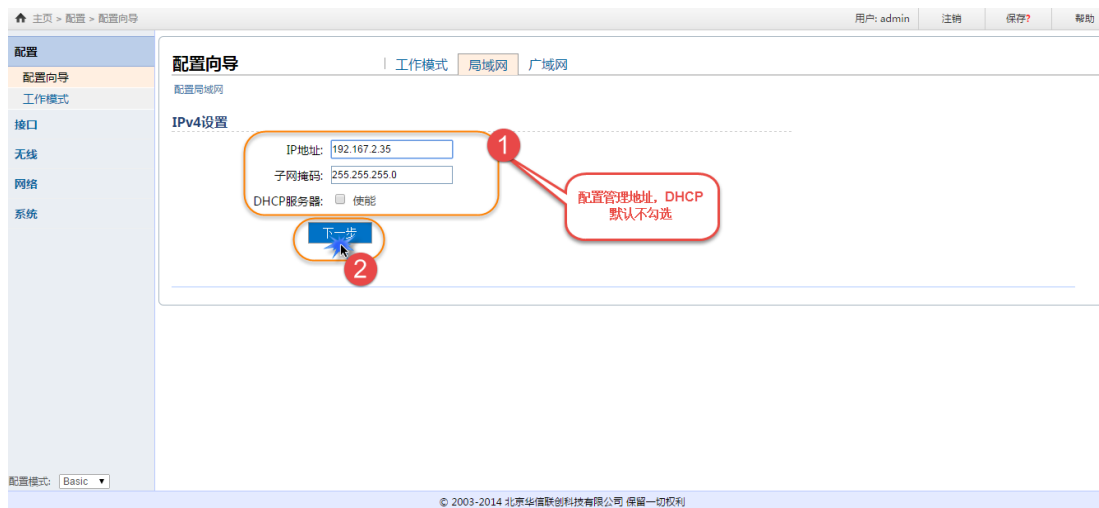 主页 > 配置 > 配置向导
用户: admin 注销 保存? 帮助
配置
配置向导
工作模式
接口
无线
网络
系统
配置向导 工作模式 局域网 广域网
配置局域网
IPv4设置
IP地址: 192.167.2.35
子网掩码: 255.255.255.0
DHCP服务器: 使能
下一步
1
配置管理地址，DHCP
默认不勾选
2
配置模式: Basic
© 2003-2014 北京华信联创科技有限公司 保留一切权利